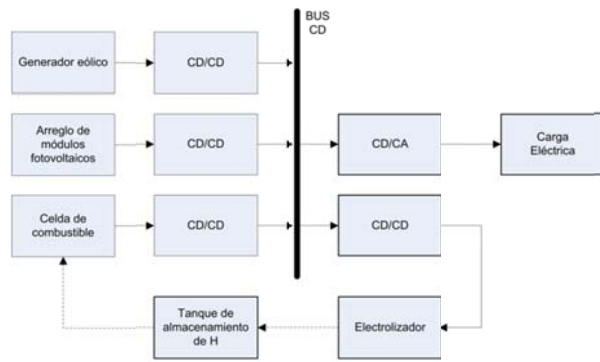 BUS
CD
Generador eólico
CD/CD
Arreglo de
módulos
fotovoltaicos
CD/CD
CD/CA
Carga
Eléctrica
Celda de
combustible
CD/CD
CD/CD
Tanque de
almacenamiento
de H
Electrolizador